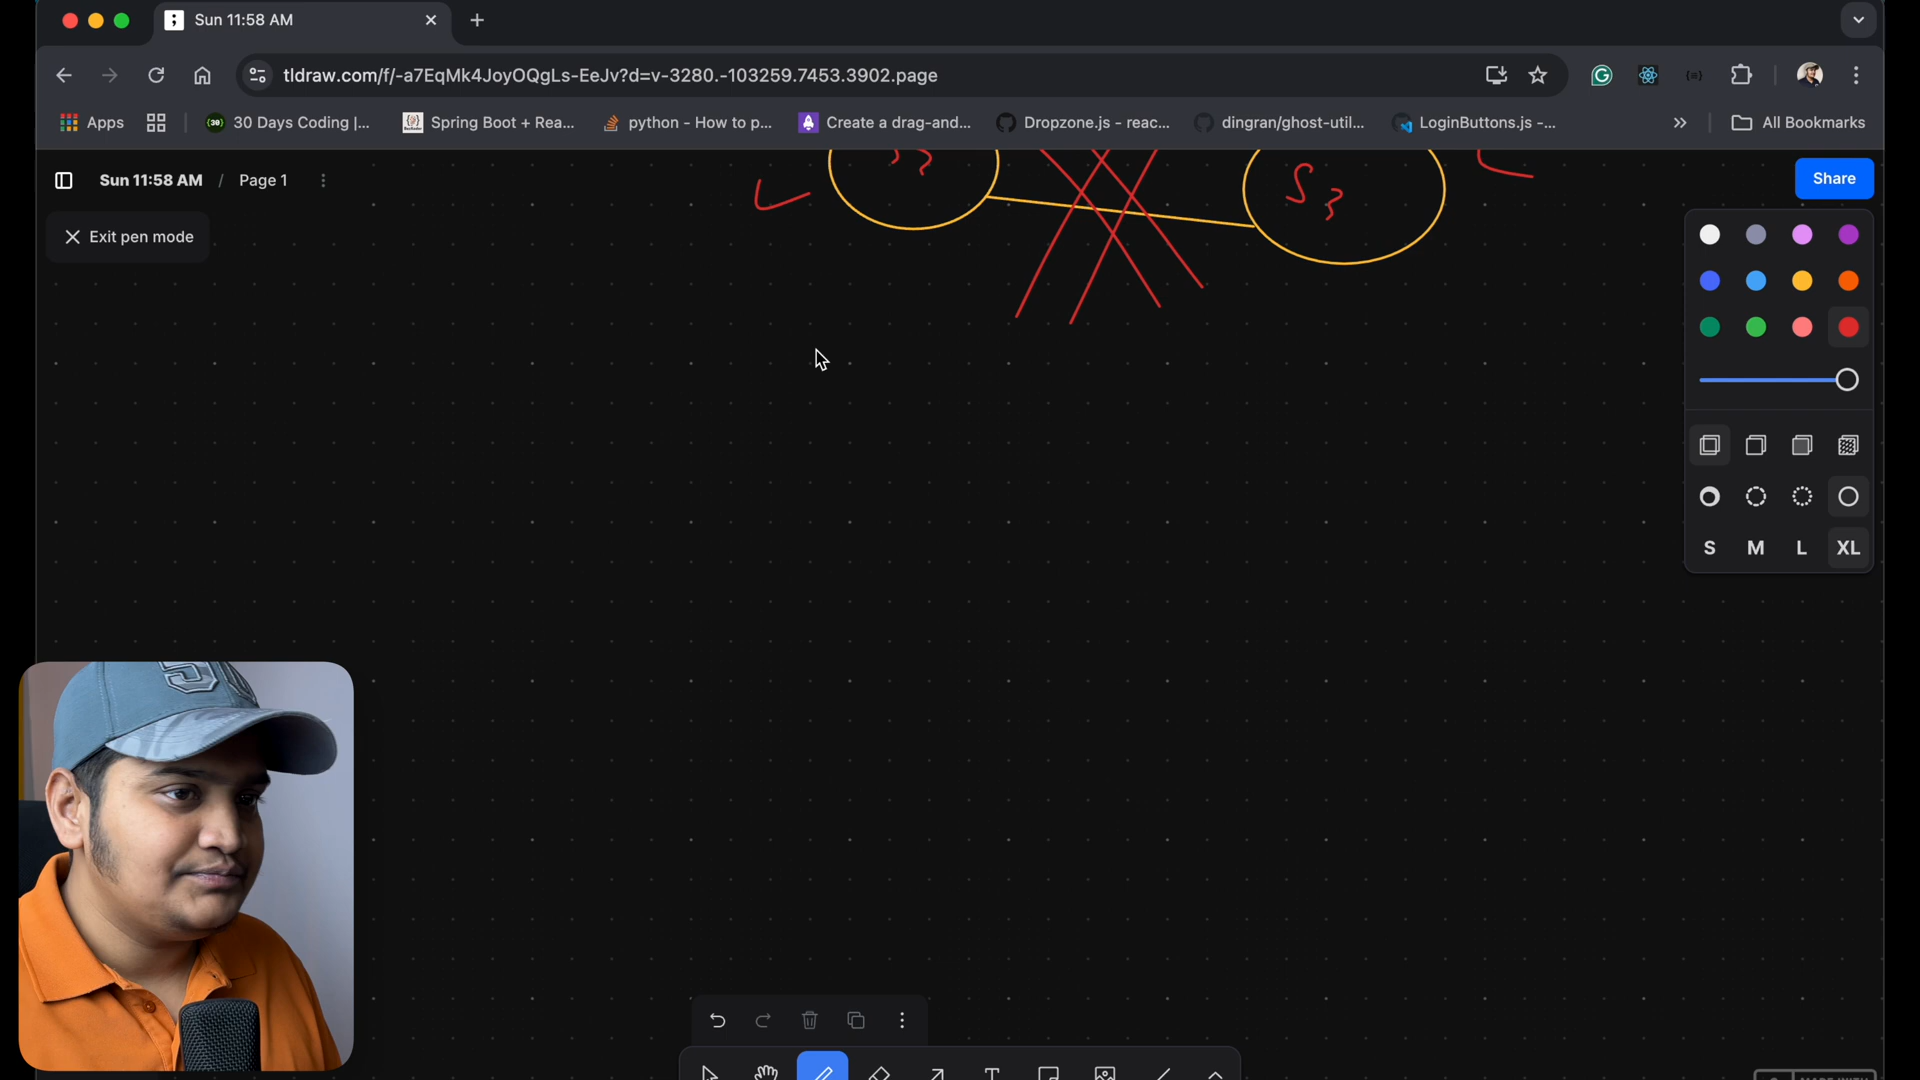 Sun 11:58 AM
tldraw.com/f/-a7EqMk4JoyOQgLs-EeJv?d=v-3280.-103259.7453.3902.page
Apps
30 Days Coding |...
Spring Boot + Rea...
python - How to p...
Create a drag-and...
Dropzone.js - reac...
dingran/ghost-util...
LoginButtons.js -...
All Bookmarks
Sun 11:58 AM / Page 1
Share
Exit pen mode
S M L XL